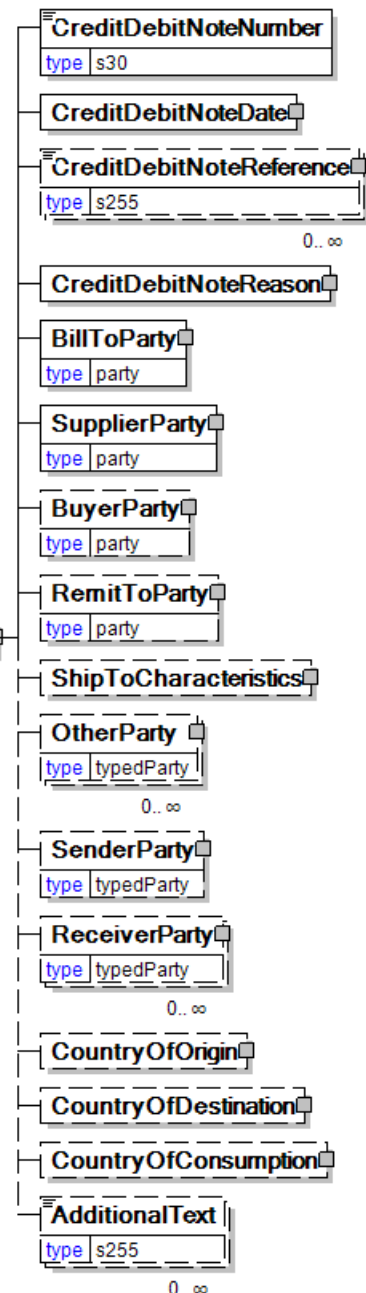 CreditDebitNoteNumber
type s30
CreditDebitNoteDate
CreditDebitNoteReference
type s255
0.. ∞
CreditDebitNoteReason
BillToParty
type party
SupplierParty
type party
BuyerParty
type party
RemitToParty
type party
ShipToCharacteristics
OtherParty
type typedParty
0.. ∞
SenderParty
type typedParty
ReceiverParty
type typedParty
0.. ∞
CountryOfOrigin
CountryOfDestination
CountryOfConsumption
AdditionalText
type s255
0.. ∞